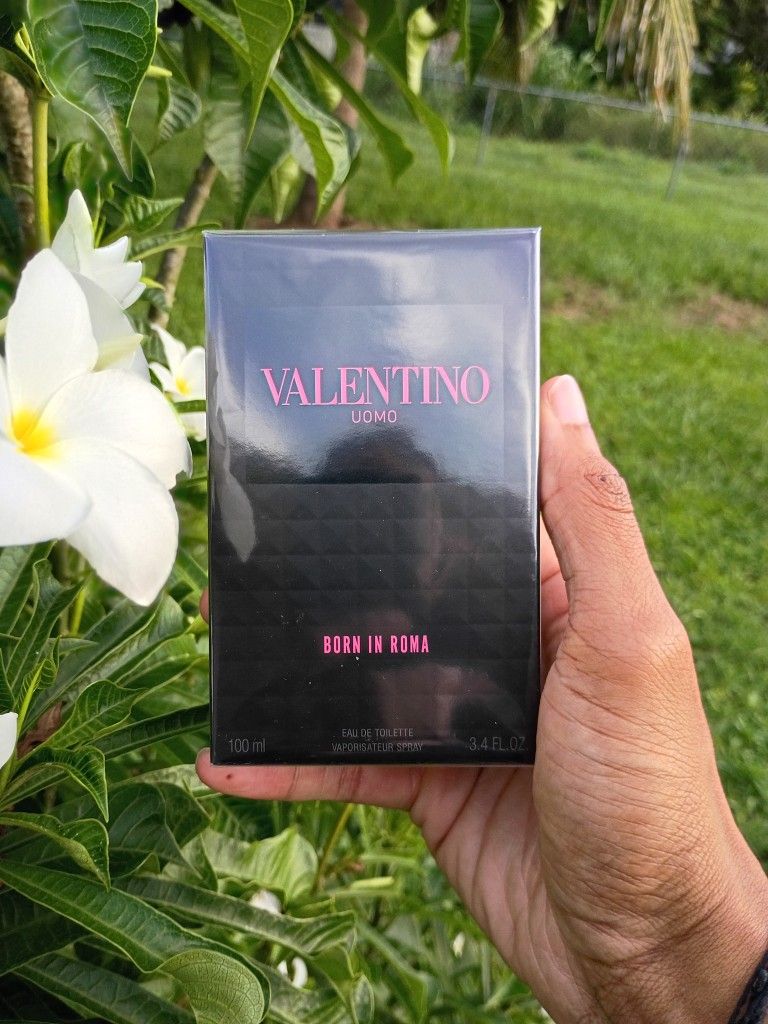 VALENTINO
UOMO
BORN IN ROMA
EAU DE TOILETTE
100 ml VAPORISATEUR SPRAY 3.4 FL.OZ.